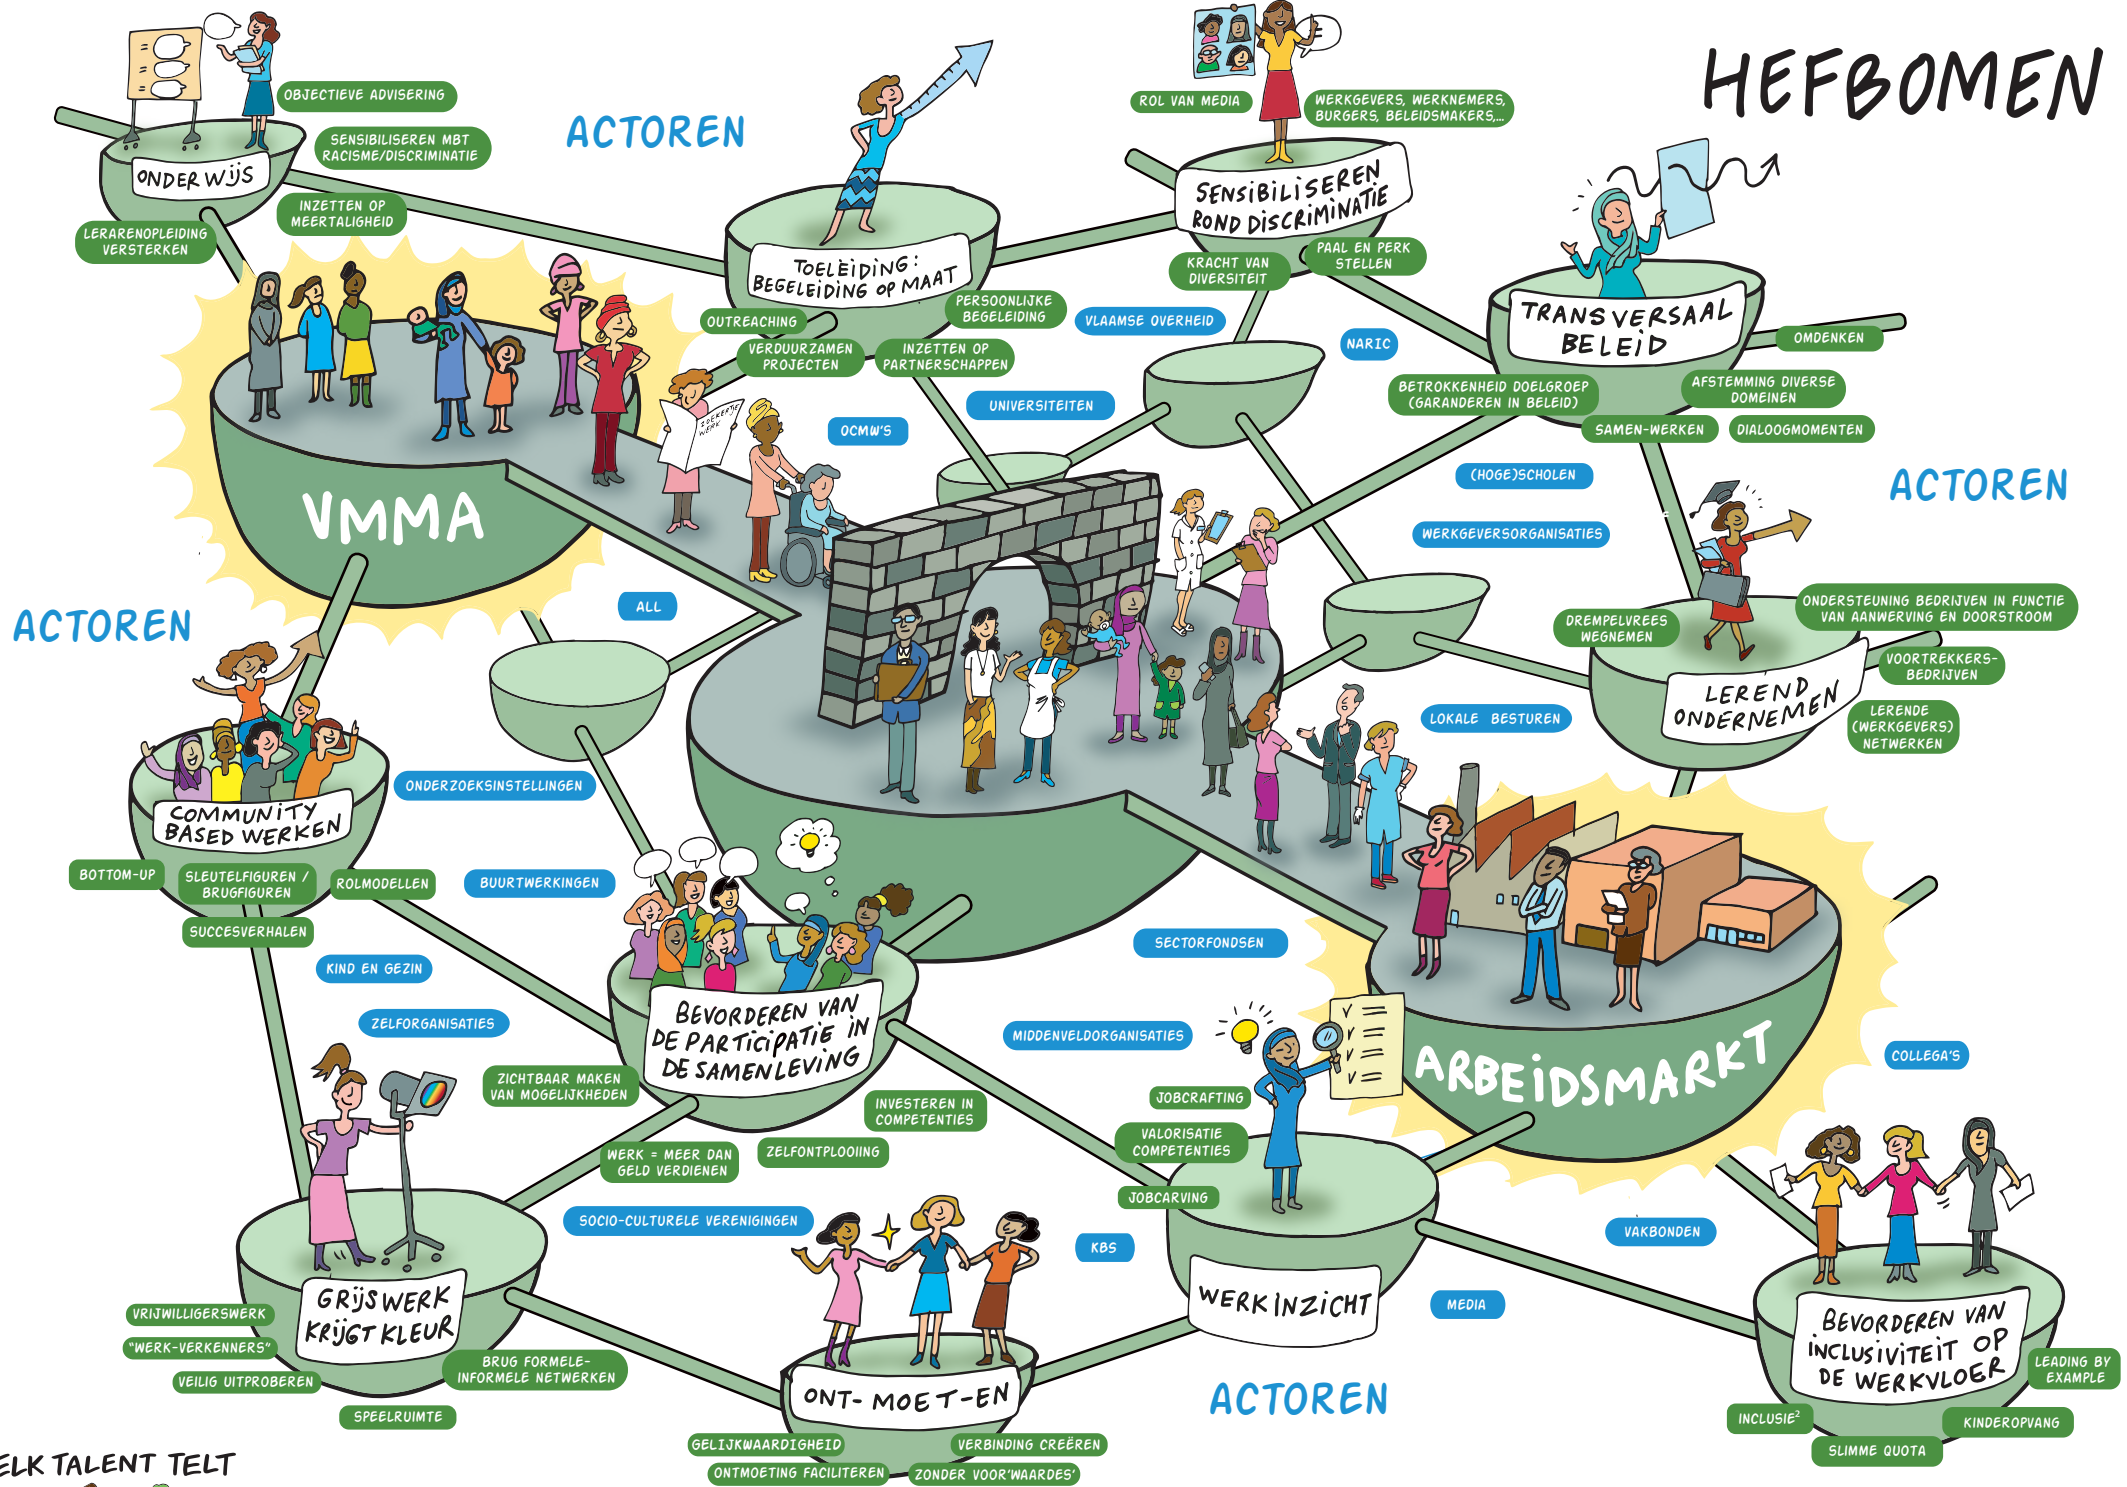 HEFBOMEN
ACTOREN
OBJECTIEVE ADVISERING
SENSIBILISEREN MBT
RACISME/DISCRIMINATIE
ONDERWIJS
INZETTEN OP
MEERTALIGHEID
LERARENOPLEIDING
VERSTERKEN
ROL VAN MEDIA
WERKGEVERS, WERKNEMERS,
BURGERS, BELEIDSMAKERS,...
SENSIBILISEREN
ROND DISCRIMINATIE
KRACHT VAN
DIVERSITEIT
PAAL EN PERK
STELLEN
TOELEIDING:
BEGELEIDING OP MAAT
OUTREACHING
PERSOONLIJKE
BEGELEIDING
VERDUURZAMEN
PROJECTEN
INZETTEN OP
PARTNERSCHAPPEN
VLAAMSE OVERHEID
NARIC
UNIVERSITEITEN
OCMW'S
TRANSVERSAAL
BELEID
OMDENKEN
BETROKKENHEID DOELGROEP
(GARANDEREN IN BELEID)
AFSTEMMING DIVERSE
DOMEINEN
SAMEN-WERKEN
DIALOOGMOMENTEN
ZOEKERTJE
WERK
VMMA
(HOGE)SCHOLEN
ACTOREN
WERKGEVERSORGANISATIES
ALL
ACTOREN
DREMPELVREES
WEGNEMEN
ONDERSTEUNING BEDRIJVEN IN FUNCTIE
VAN AANWERVING EN DOORSTROOM
VOORTREKKERS-
BEDRIJVEN
LEREND
ONDERNEMEN
LERENDE
(WERKGEVERS)
NETWERKEN
LOKALE BESTUREN
ONDERZOEKSINSTELLINGEN
COMMUNITY
BASED WERKEN
BOTTOM-UP
SLEUTELFIGUREN /
BRUGFIGUREN
ROLMODELLEN
SUCCESVERHALEN
BUURTWERKINGEN
KIND EN GEZIN
ZELFORGANISATIES
SECTORFONDSEN
MIDDENVELDORGANISATIES
BEVORDEREN VAN
DE PARTICIPATIE IN
DE SAMENLEVING
ZICHTBAAR MAKEN
VAN MOGELIJKHEDEN
INVESTEREN IN
COMPETENTIES
WERK = MEER DAN
GELD VERDIENEN
ZELFONTPLOOIING
ARBEIDSMARKT
COLLEGA'S
JOBCRAFTING
VALORISATIE
COMPETENTIES
JOBCARVING
WERKINZICHT
SOCIO-CULTURELE VERENIGINGEN
KBS
VAKBONDEN
MEDIA
GRIJSWERK
KRIJGT KLEUR
VRIJWILLIGERSWERK
"WERK-VERKENNERS"
VEILIG UITPROBEREN
BRUG FORMELE-
INFORMELE NETWERKEN
SPEELRUIMTE
ONT-MOET-EN
GELIJKWAARDIGHEID
VERBINDING CREËREN
ONTMOETING FACILITEREN
ZONDER VOOR'WAARDES'
ACTOREN
BEVORDEREN VAN
INCLUSIVITEIT OP
DE WERKVLOER
LEADING BY
EXAMPLE
INCLUSIE²
KINDEROPVANG
SLIMME QUOTA
ELK TALENT TELT